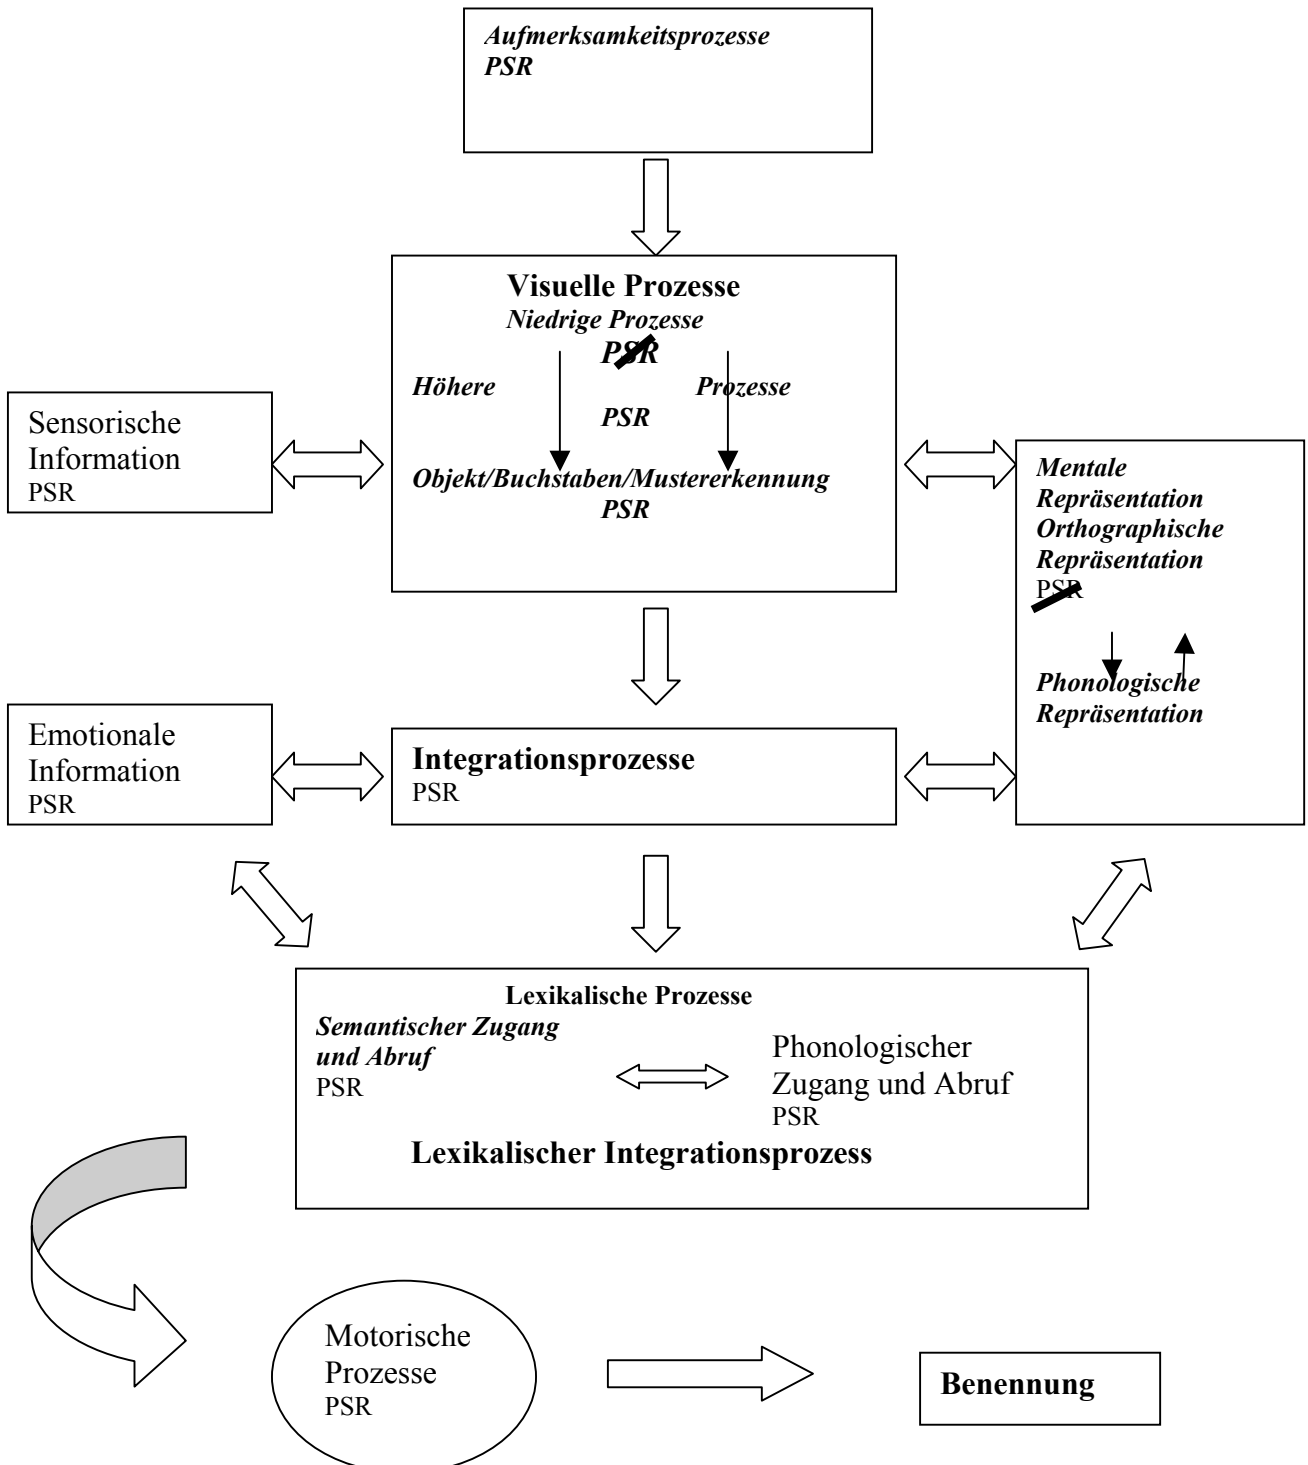 Aufmerksamkeitsprozesse
PSR
Visuelle Prozesse
Niedrige Prozesse
PSR
Höhere Prozesse
PSR
Objekt/Buchstaben/Mustererkennung
PSR
Sensorische
Information
PSR
Mentale
Repräsentation
Orthographische
Repräsentation
PSR
Phonologische
Repräsentation
Emotionale
Information
PSR
Integrationsprozesse
PSR
Lexikalische Prozesse
Semantischer Zugang
und Abruf
PSR
Phonologischer
Zugang und Abruf
PSR
Lexikalischer Integrationsprozess
Motorische
Prozesse
PSR
Benennung